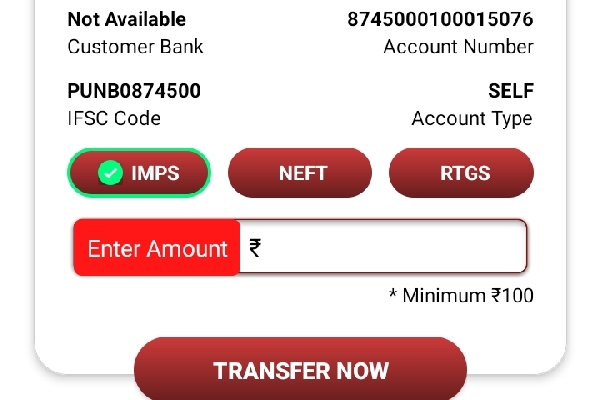 Not Available 8745000100015076
Customer Bank Account Number
PUNB0874500 SELF
IFSC Code Account Type
IMPS NEFT RTGS
Enter Amount ₹
* Minimum ₹100
TRANSFER NOW